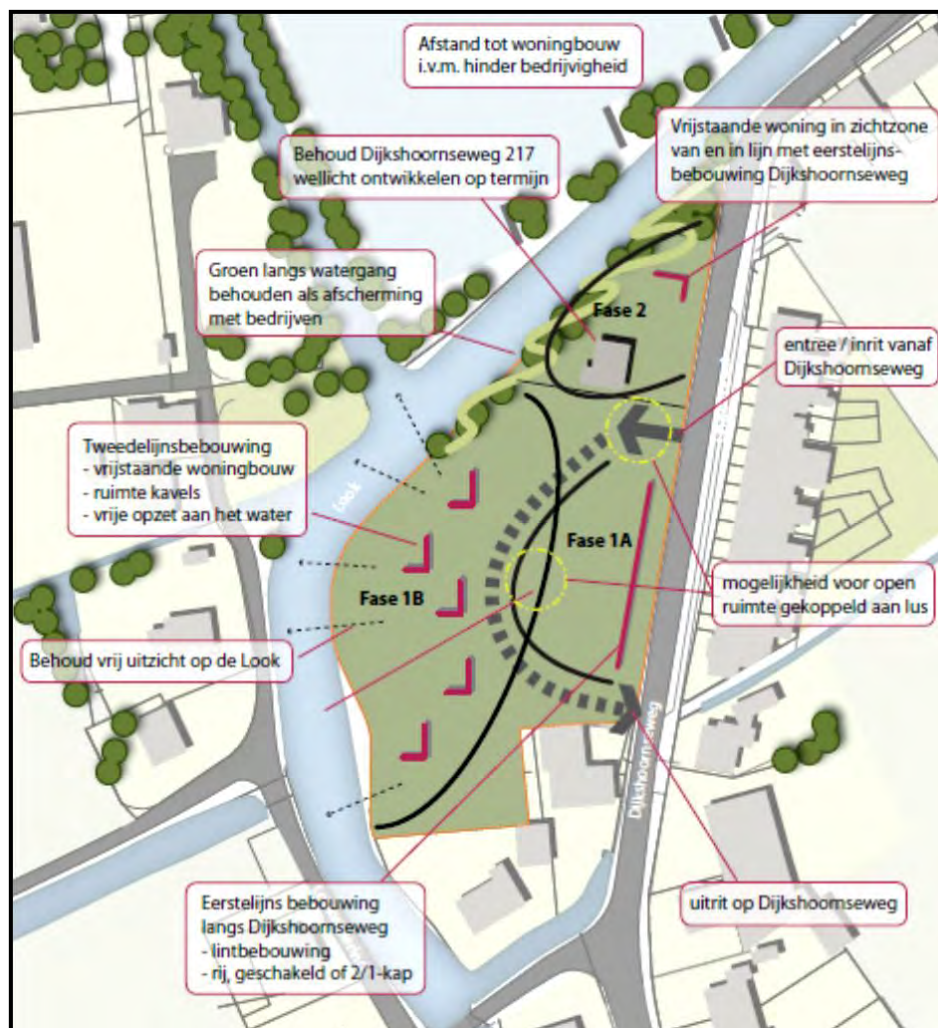 Afstand tot woningbouw
i.v.m. hinder bedrijvigheid
Vrijstaande woning in zichtzone
van en in lijn met eerstelijns-
bebouwing Dijkshoornseweg
Behoud Dijkshoornseweg 217
wellicht ontwikkelen op termijn
Groen langs watergang
behouden als afscherming
met bedrijven
Fase 2
entree / inrit vanaf
Dijkshoornseweg
Tweedelijnsbebouwing
- vrijstaande woningbouw
- ruimte kavels
- vrije opzet aan het water
Look
Fase 1A
Fase 1B
mogelijkheid voor open
ruimte gekoppeld aan lus
Behoud vrij uitzicht op de Look
Dijkshoornseweg
Eerstelijns bebouwing
langs Dijkshoornseweg
- lintbebouwing
- rij, geschakeld of 2/1-kap
uitrit op Dijkshoornseweg